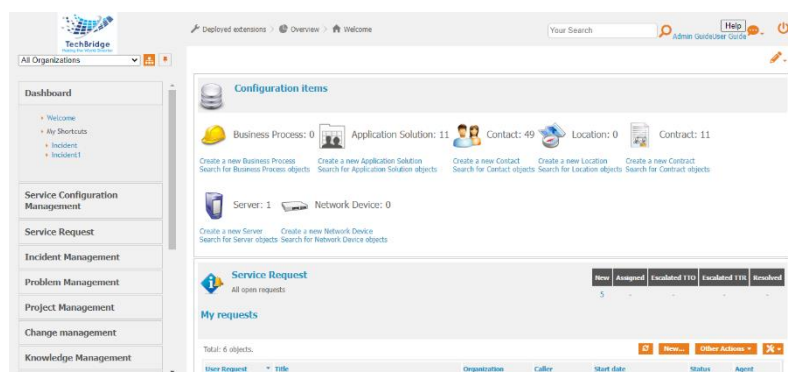 TechBridge
Deployed extensions > Overview > Welcome
Your Search
Help
Admin GuideUser Guide
All Organizations
Dashboard
Welcome
My Shortcuts
Incident
Incident1
Service Configuration
Management
Service Request
Incident Management
Problem Management
Project Management
Change management
Knowledge Management
Configuration items
Business Process: 0 Application Solution: 11 Contact: 49 Location: 0 Contract: 11
Create a new Business Process Create a new Application Solution Create a new Contact Create a new Location Create a new Contract
Search for Business Process objects Search for Application Solution objects Search for Contact objects Search for Location objects Search for Contract objects
Server: 1 Network Device: 0
Create a new Server Create a new Network Device
Search for Server objects Search for Network Device objects
Service Request
All open requests
New Assigned Escalated TTO Escalated TTR Resolved
5 - - - -
My requests
Total: 6 objects.
New... Other Actions
User Request Title Organization Caller Start date Status Agent